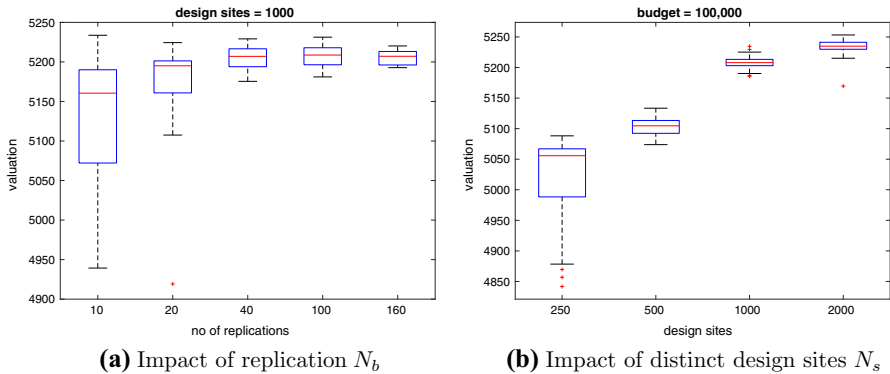 design sites = 1000
5250
5200
5150
5100
5050
5000
4950
4900
valuation
10 20 40 100 160
no of replications
(a) Impact of replication N_b
budget = 100,000
5250
5200
5150
5100
5050
5000
4950
4900
4850
valuation
250 500 1000 2000
design sites
(b) Impact of distinct design sites N_s